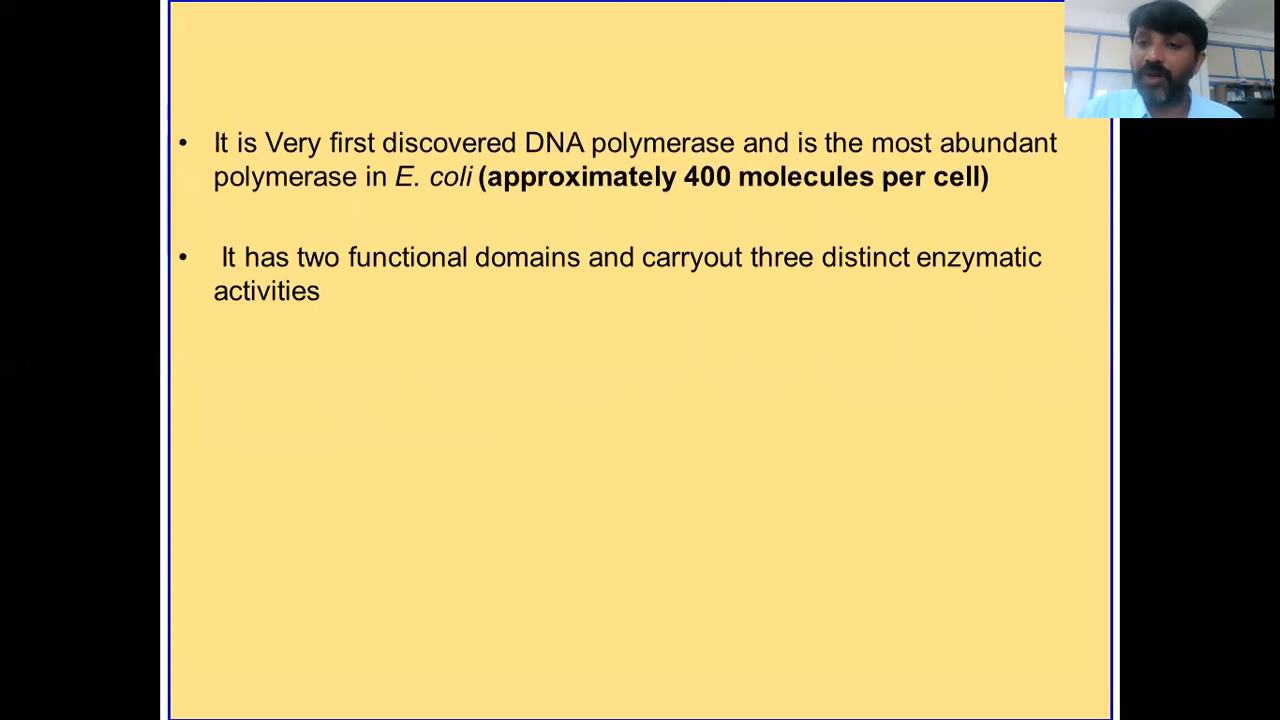 • It is Very first discovered DNA polymerase and is the most abundant
polymerase in E. coli (approximately 400 molecules per cell)
• It has two functional domains and carryout three distinct enzymatic
activities